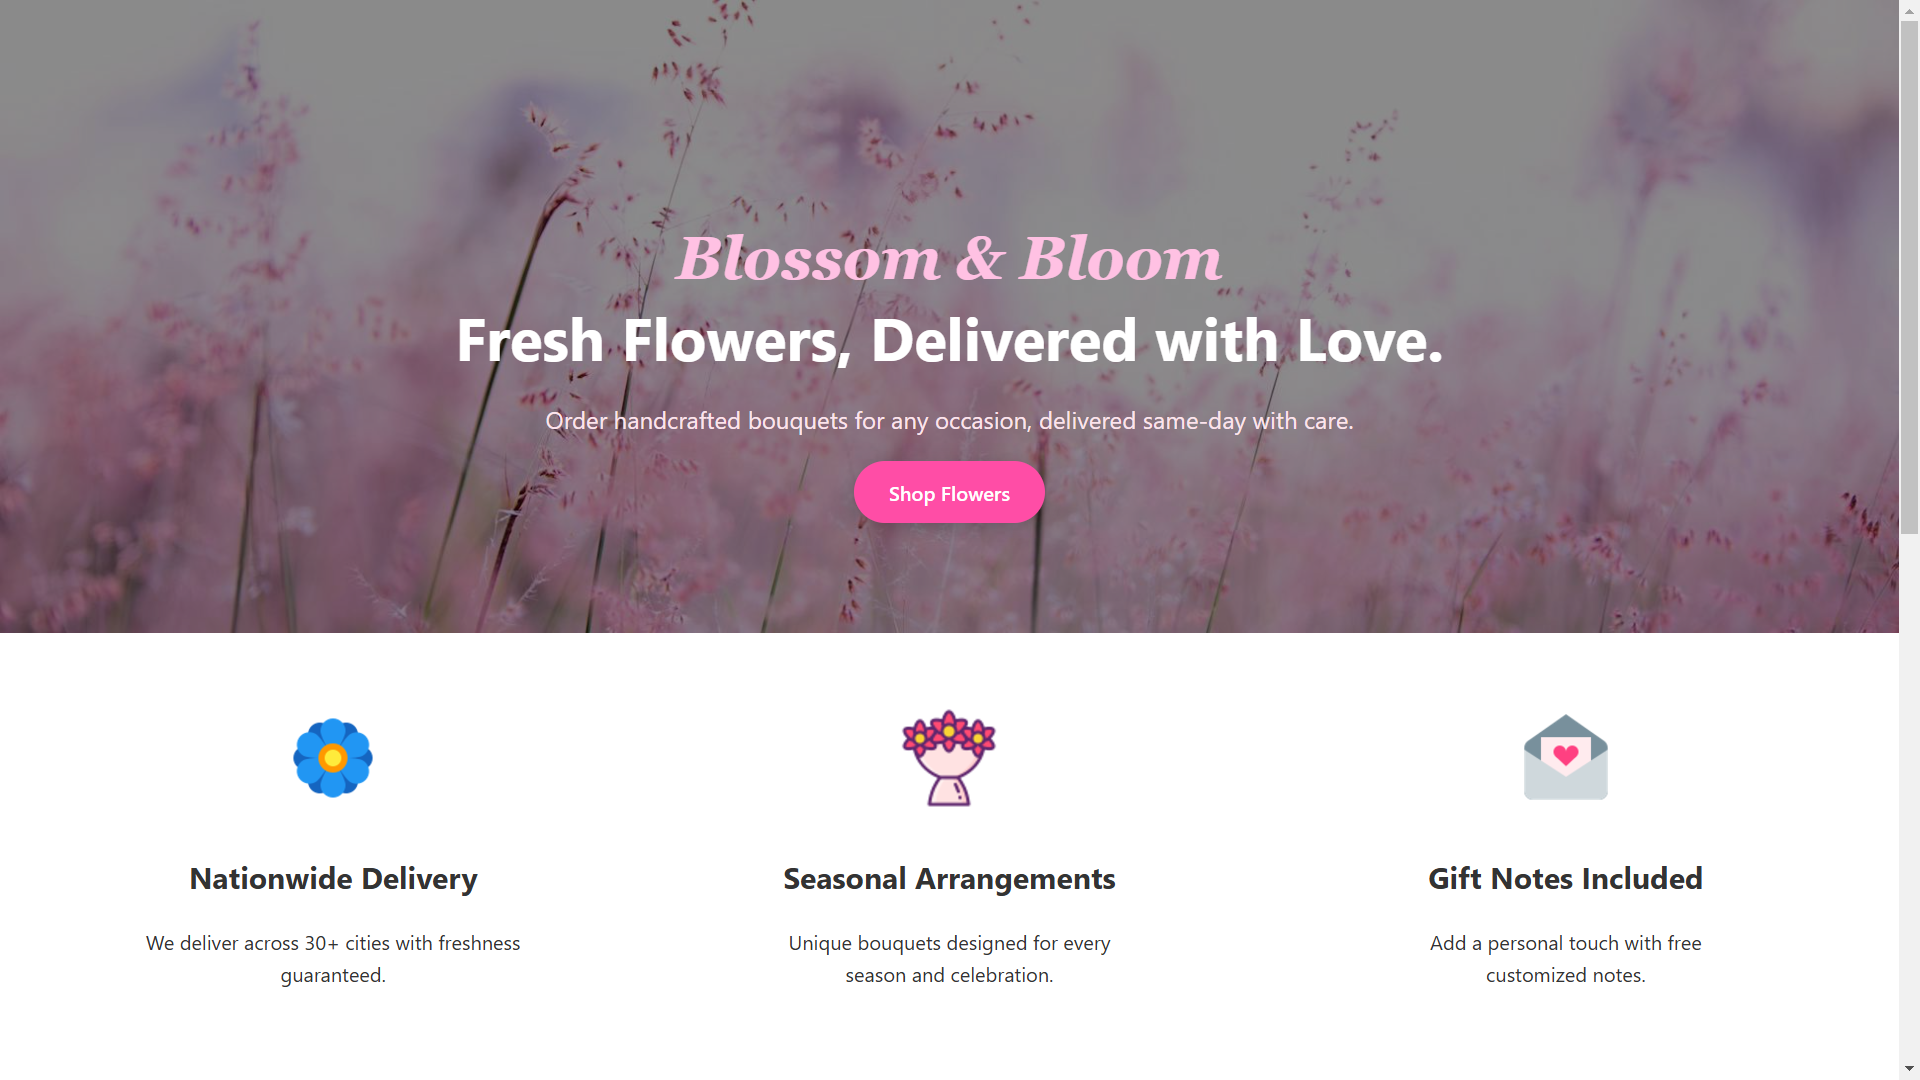 Blossom & Bloom
Fresh Flowers, Delivered with Love.
Order handcrafted bouquets for any occasion, delivered same-day with care.
Shop Flowers
Nationwide Delivery
We deliver across 30+ cities with freshness
guaranteed.
Seasonal Arrangements
Unique bouquets designed for every
season and celebration.
Gift Notes Included
Add a personal touch with free
customized notes.